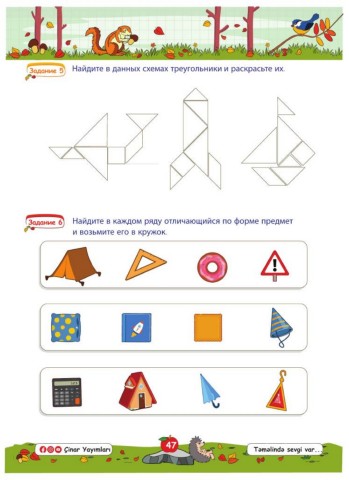 Задание 5
Найдите в данных схемах треугольники и раскрасьте их.
Задание 6
Найдите в каждом ряду отличающийся по форме предмет
и возьмите его в кружок.
Çinar Yayımları
47
Təməlində sevgi var...